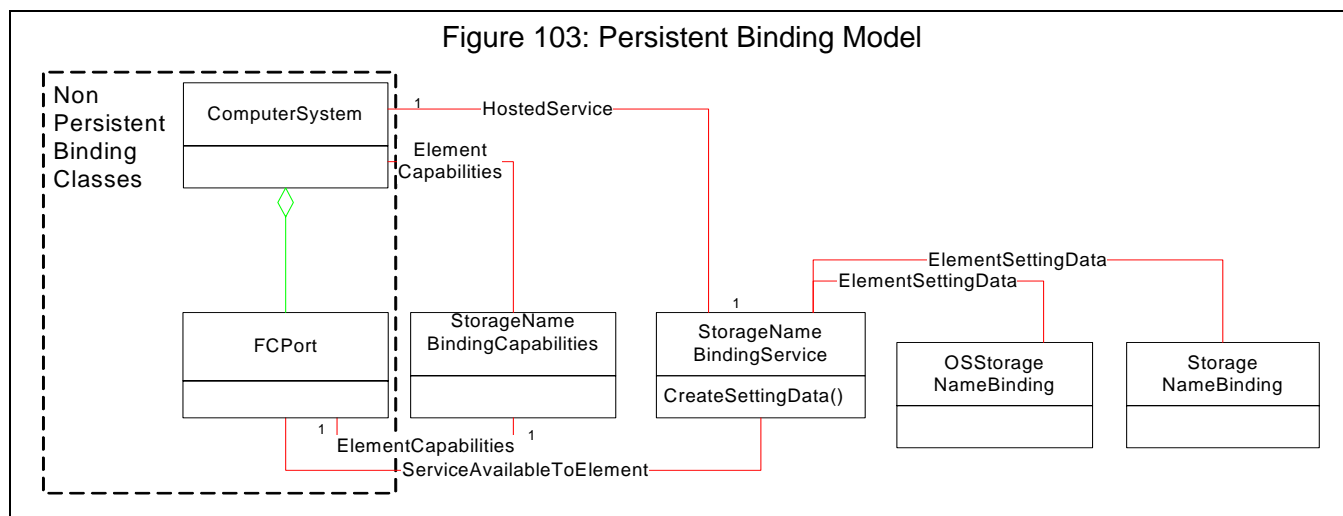 Figure 103: Persistent Binding Model
Non
Persistent
Binding
Classes
ComputerSystem
1
HostedService
Element
Capabilities
ElementSettingData
ElementSettingData
1
FCPort
StorageName
BindingCapabilities
StorageName
BindingService
CreateSettingData()
OSStorage
NameBinding
Storage
NameBinding
1
ElementCapabilities
1
ServiceAvailableToElement